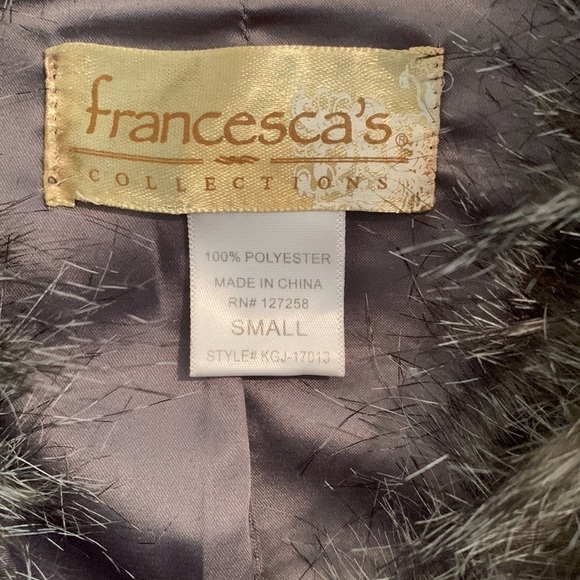 francesca's®
COLLECTIONS
100% POLYESTER
MADE IN CHINA
RN# 127258
SMALL
STYLE# KGJ-17013